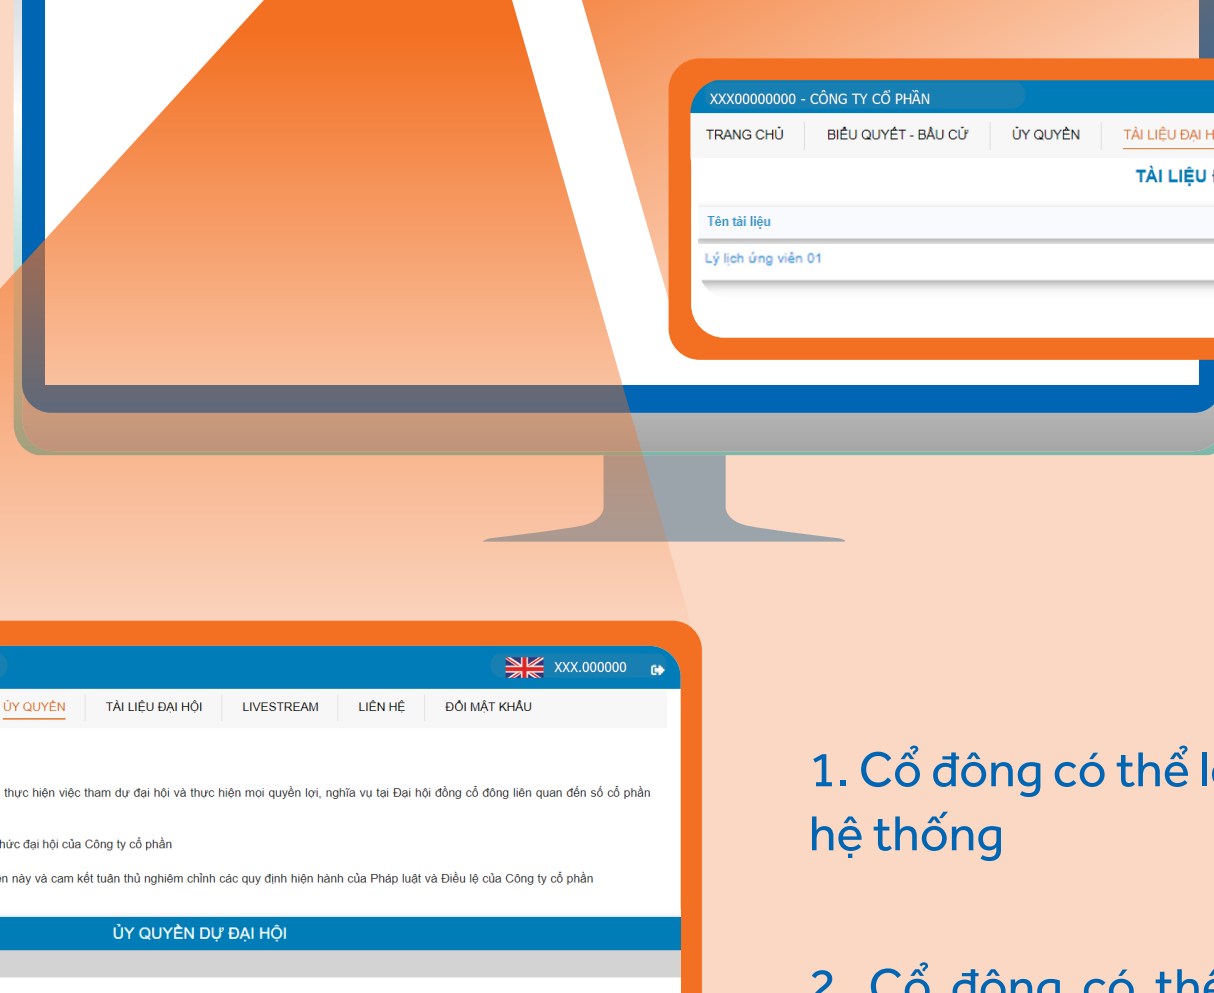 XXX00000000 - CÔNG TY CỔ PHẦN
TRANG CHỦ BIỂU QUYẾT - BẦU CỬ ỦY QUYỀN TÀI LIỆU ĐẠI
TÀI LIỆU
Tên tài liệu
Lý lịch ứng viên 01
XXX.000000
ỦY QUYỀN TÀI LIỆU ĐẠI HỘI LIVESTREAM LIÊN HỆ ĐỔI MẬT KHẨU
thực hiện việc tham dự đại hội và thực hiện mọi quyền lợi, nghĩa vụ tại Đại hội đồng cổ đông liên quan đến số cổ phần
đại hội của Công ty cổ phần
này và cam kết tuân thủ nghiêm chỉnh các quy định hiện hành của Pháp luật và Điều lệ của Công ty cổ phần
ỦY QUYỀN DỰ ĐẠI HỘI
1. Cổ đông có thể
hệ thống
2. Cổ đông có thể